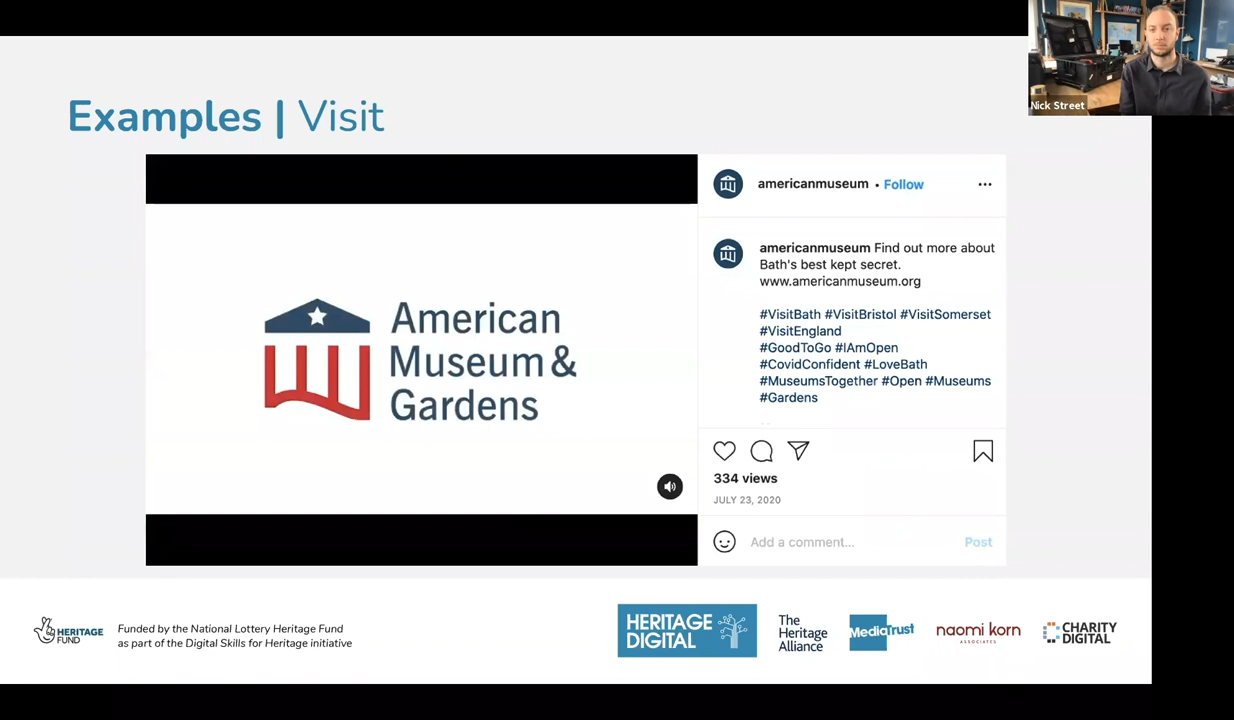 Nick Street
Examples | Visit
American
Museum &
Gardens
americanmuseum • Follow
americanmuseum Find out more about
Bath's best kept secret.
www.americanmuseum.org
#VisitBath #VisitBristol #VisitSomerset
#VisitEngland
#GoodToGo #IAmOpen
#CovidConfident #LoveBath
#MuseumsTogether #Open #Museums
#Gardens
334 views
JULY 23, 2020
Add a comment...
Post
HERITAGE
FUND
Funded by the National Lottery Heritage Fund
as part of the Digital Skills for Heritage initiative
HERITAGE
DIGITAL
The
Heritage
Alliance
MediaTrust
naomi korn
ASSOCIATES
CHARITY
DIGITAL